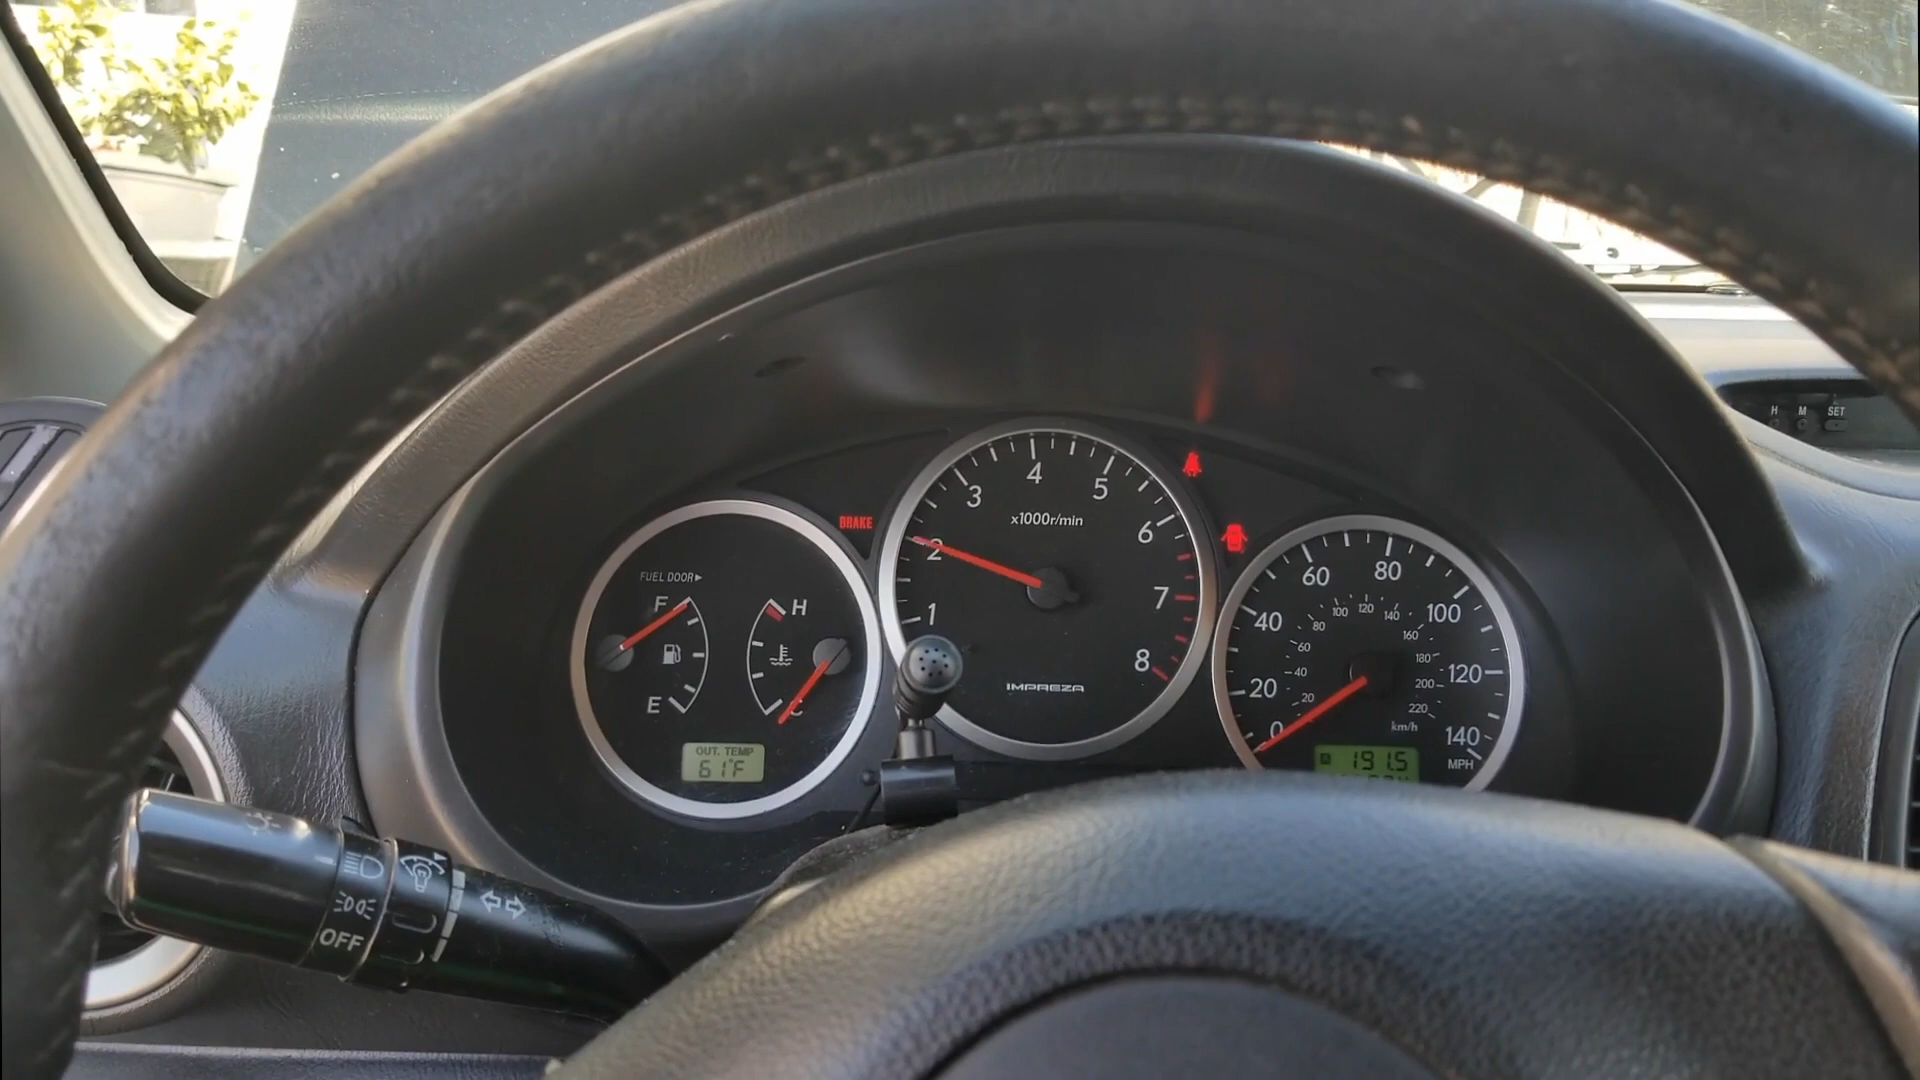 H M SET
BRAKE
FUEL DOOR▶
F
E
H
C
OUT. TEMP
61°F
1
2
3
4
5
6
7
8
x1000r/min
IMPREZA
0
20
40
60
80
100
120
140
MPH
20
40
60
80
100
120
140
160
180
200
220
km/h
A 191.5
OFF